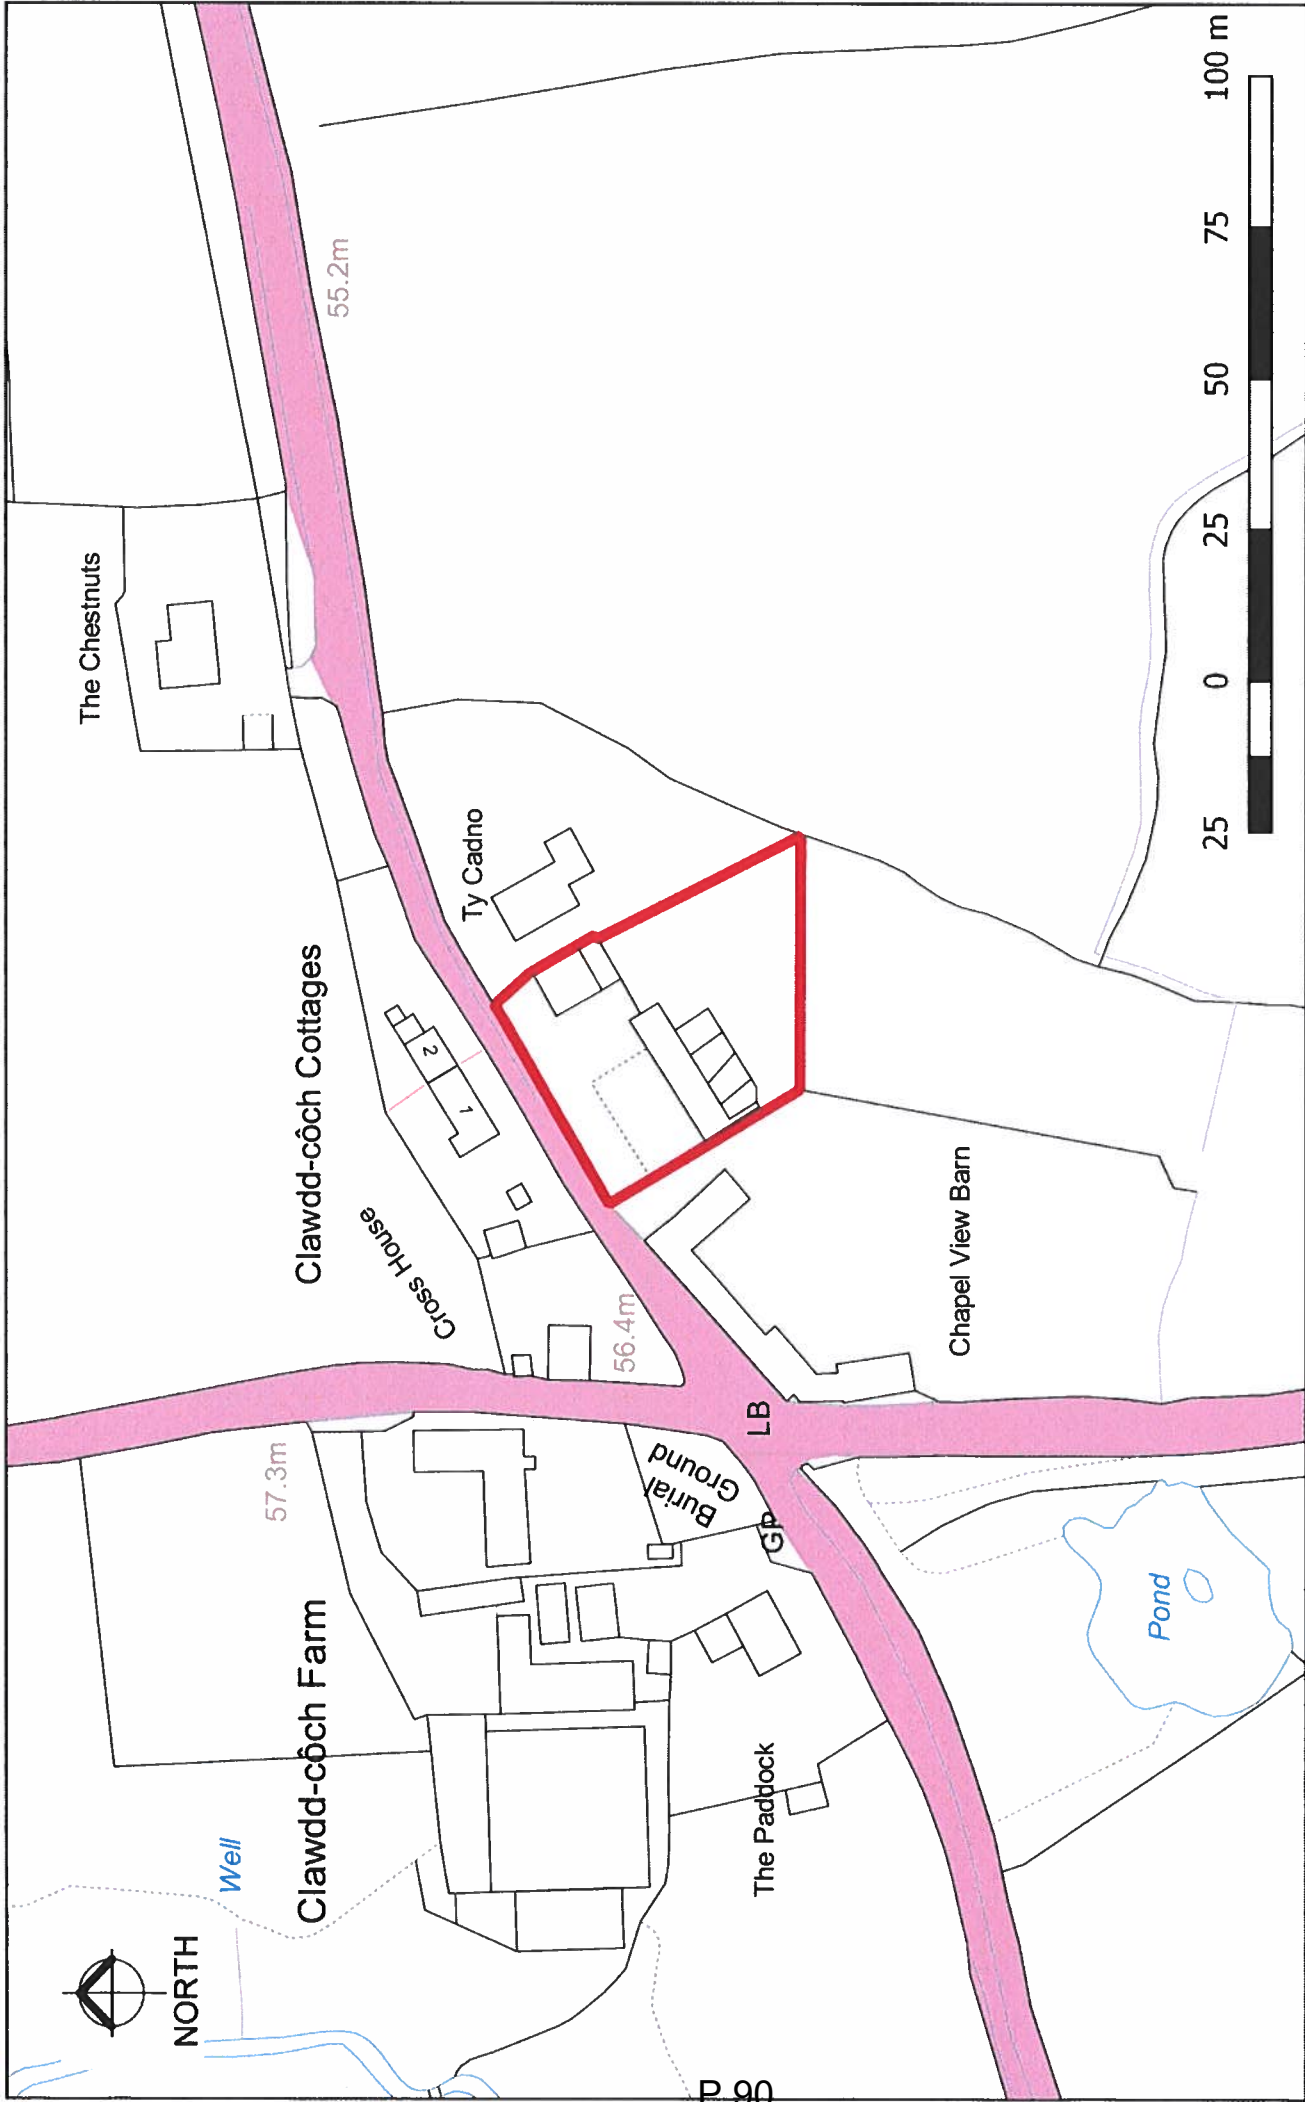 NORTH
Well
Clawdd-côch Farm
57.3m
The Paddock
Pond
Burial
Ground
GP
LB
Cross House
56.4m
Clawdd-côch Cottages
1
2
Chapel View Barn
Ty Cadno
The Chestnuts
55.2m
25
0
25
50
75
100 m
P.90